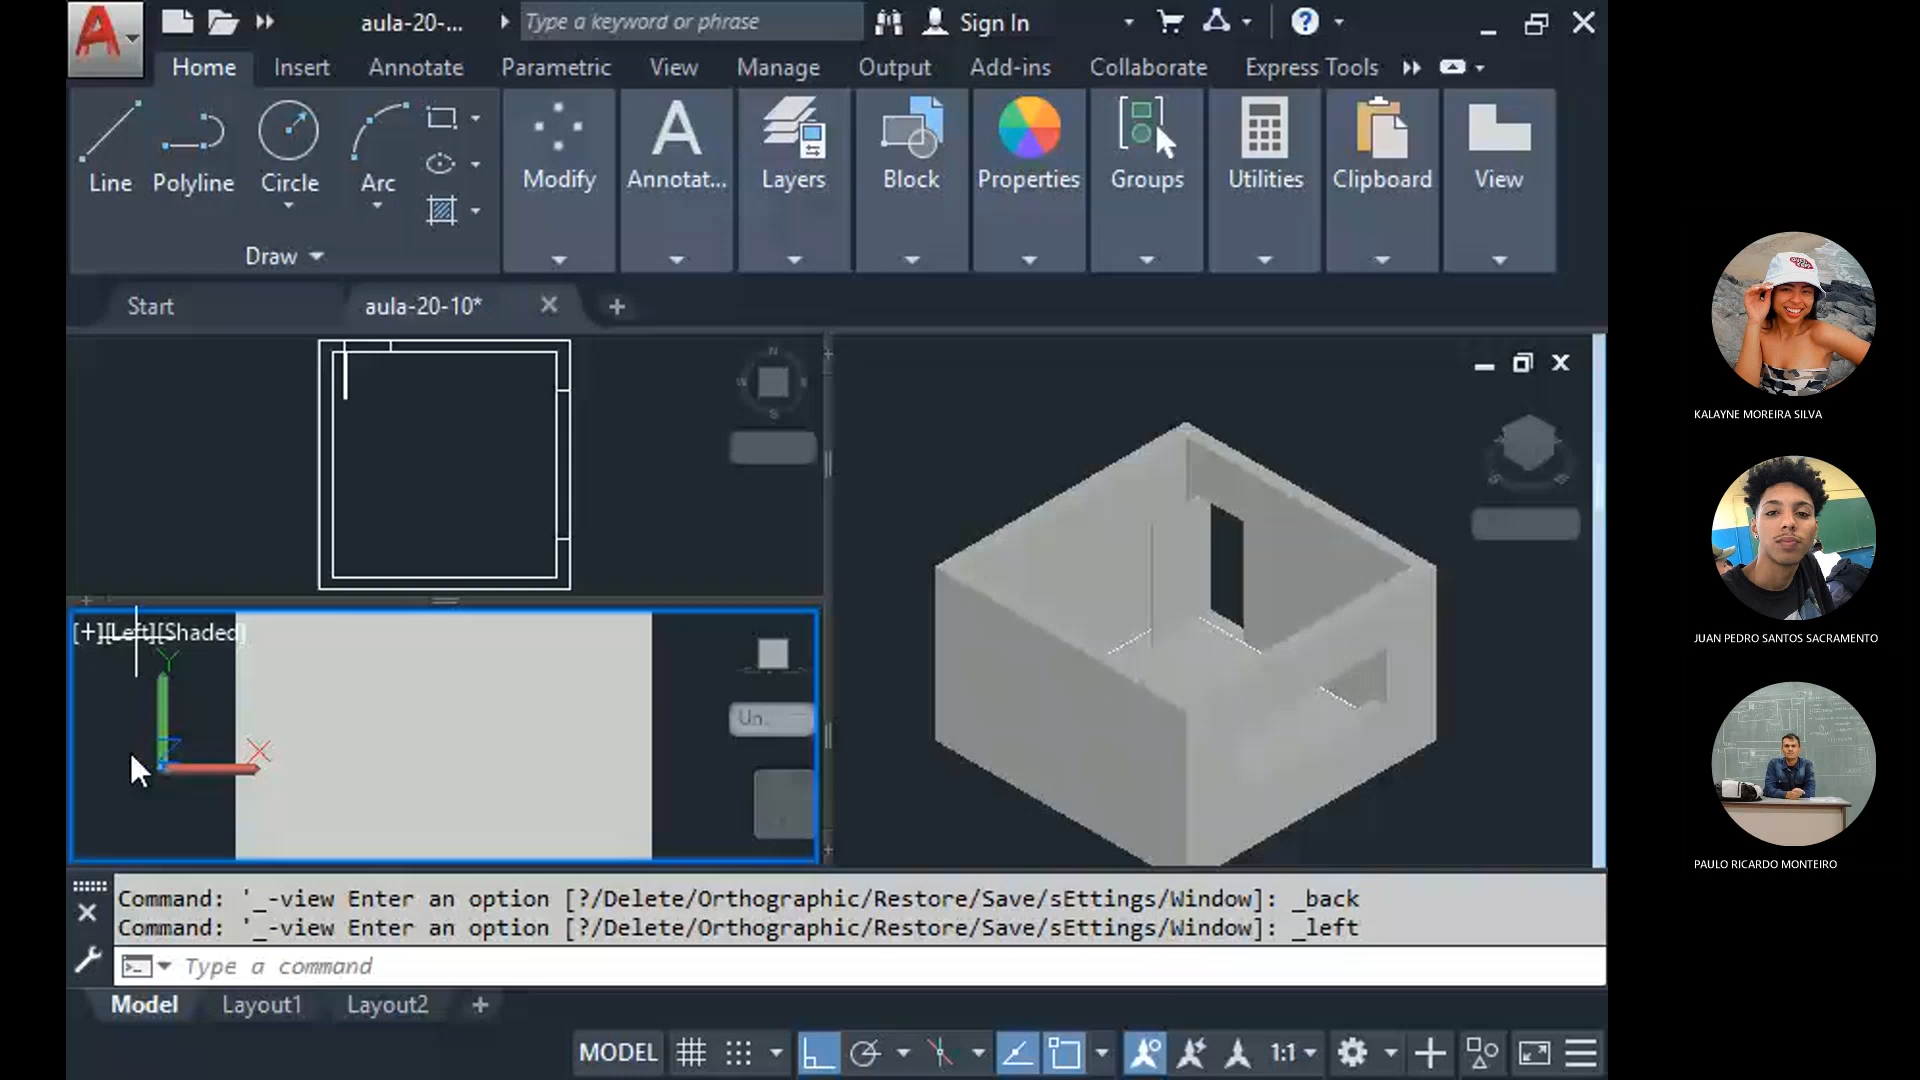 aula-20-...
Type a keyword or phrase
Sign In
Home
Insert
Annotate
Parametric
View
Manage
Output
Add-ins
Collaborate
Express Tools
Line
Polyline
Circle
Arc
Draw
Modify
Annotat...
Layers
Block
Properties
Groups
Utilities
Clipboard
View
Start
aula-20-10*
N
W
S
[+][Left][Shaded]
Y
Z
X
Un...
KALAYNE MOREIRA SILVA
JUAN PEDRO SANTOS SACRAMENTO
PAULO RICARDO MONTEIRO
Command: '_-view Enter an option [?/Delete/Orthographic/Restore/Save/sEttings/Window]: _back
Command: '_-view Enter an option [?/Delete/Orthographic/Restore/Save/sEttings/Window]: _left
Type a command
Model
Layout1
Layout2
MODEL
1:1